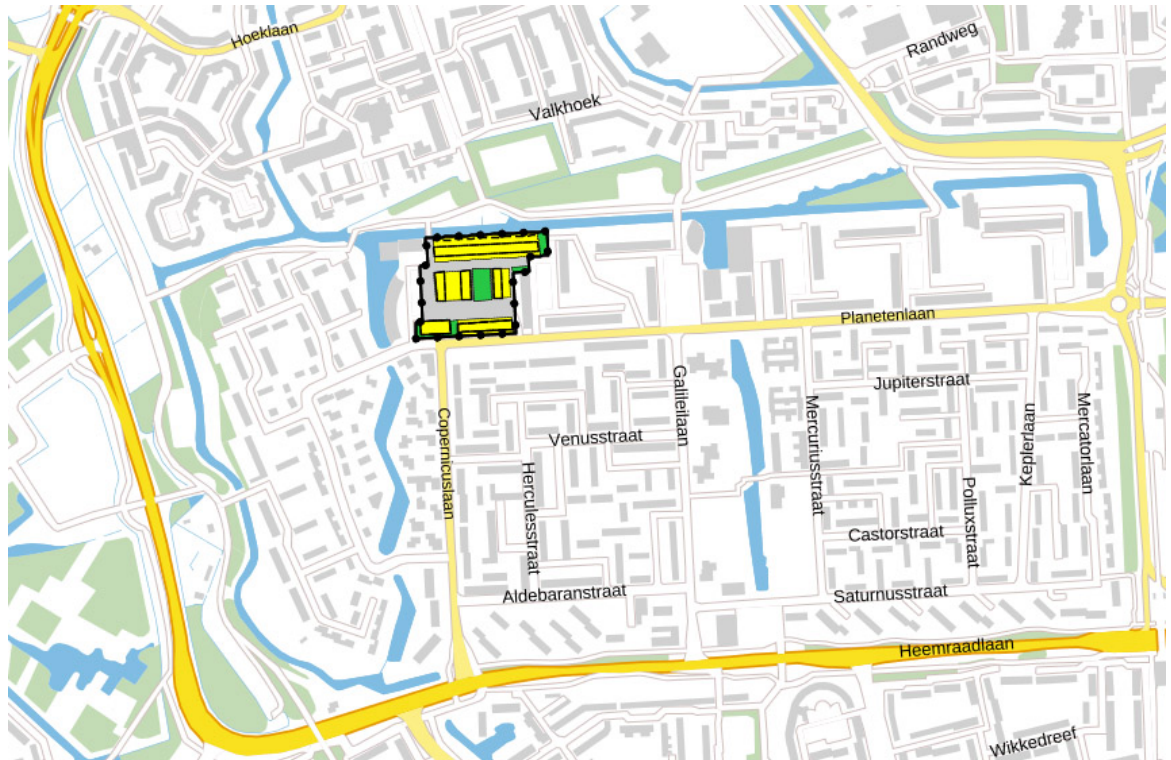 Hoeklaan
Randweg
Valkhoek
Planetenlaan
Jupiterstraat
Galileilaan
Copernicuslaan
Venusstraat
Herculesstraat
Mercuriusstraat
Keplerlaan
Mercatorlaan
Polluxstraat
Castorstraat
Aldebaranstraat
Saturnusstraat
Heemraadlaan
Wikkedreef